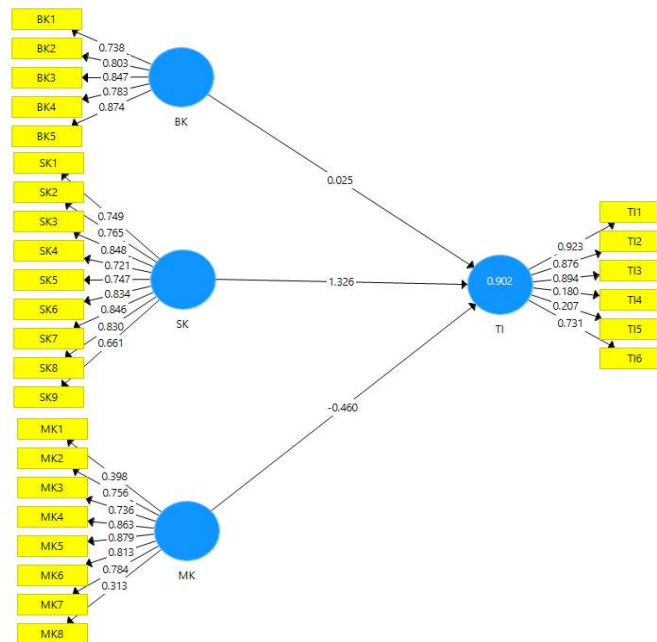 BK1
BK2
BK3
BK4
BK5
0.738
0.803
0.847
0.783
0.874
BK
SK1
SK2
SK3
SK4
SK5
SK6
SK7
SK8
SK9
0.749
0.765
0.848
0.721
0.747
0.834
0.846
0.830
0.661
SK
MK1
MK2
MK3
MK4
MK5
MK6
MK7
MK8
0.398
0.756
0.736
0.863
0.879
0.813
0.784
0.313
MK
0.025
1.326
-0.460
0.902
TI
0.923
0.876
0.894
0.180
0.207
0.731
TI1
TI2
TI3
TI4
TI5
TI6